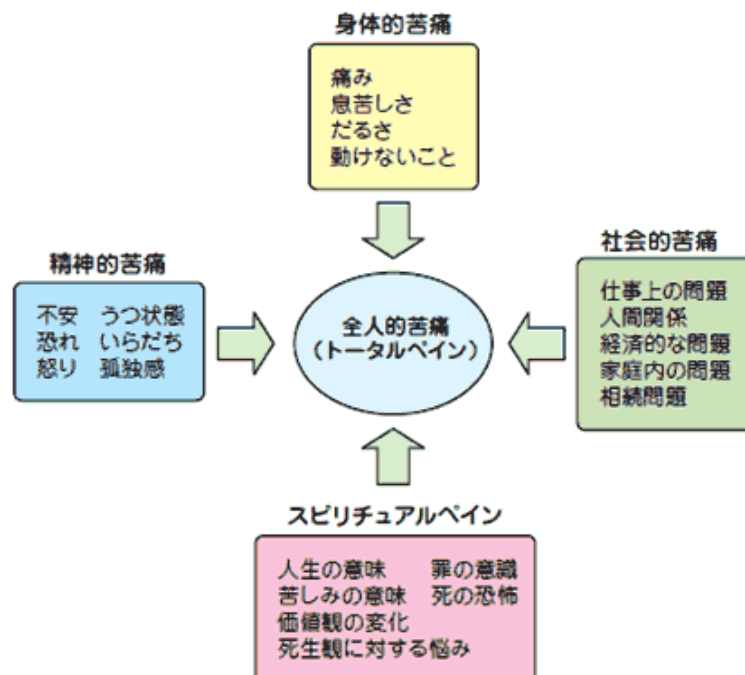 身体的苦痛
痛み
息苦しさ
だるさ
動けないこと
精神的苦痛
不安 うつ状態
恐れ いらだち
怒り 孤独感
全人的苦痛
（トータルペイン）
社会的苦痛
仕事上の問題
人間関係
経済的な問題
家庭内の問題
相続問題
スピリチュアルペイン
人生の意味 罪の意識
苦しみの意味 死の恐怖
価値観の変化
死生観に対する悩み